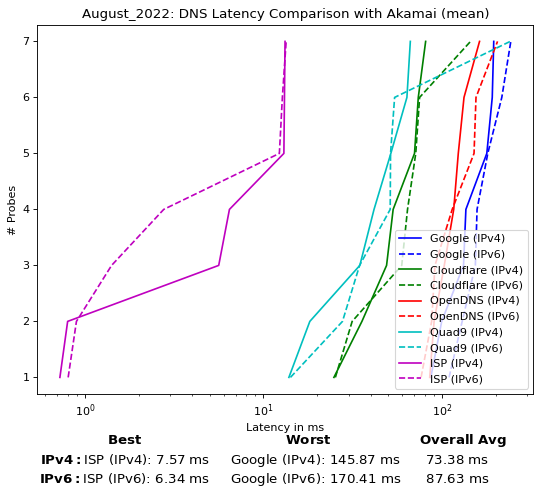 August_2022: DNS Latency Comparison with Akamai (mean)
# Probes
7
6
5
4
3
2
1
Google (IPv4)
Google (IPv6)
Cloudflare (IPv4)
Cloudflare (IPv6)
OpenDNS (IPv4)
OpenDNS (IPv6)
Quad9 (IPv4)
Quad9 (IPv6)
ISP (IPv4)
ISP (IPv6)
10⁰ 10¹ 10²
Latency in ms
Best Worst Overall Avg
IPv4: ISP (IPv4): 7.57 ms Google (IPv4): 145.87 ms 73.38 ms
IPv6: ISP (IPv6): 6.34 ms Google (IPv6): 170.41 ms 87.63 ms